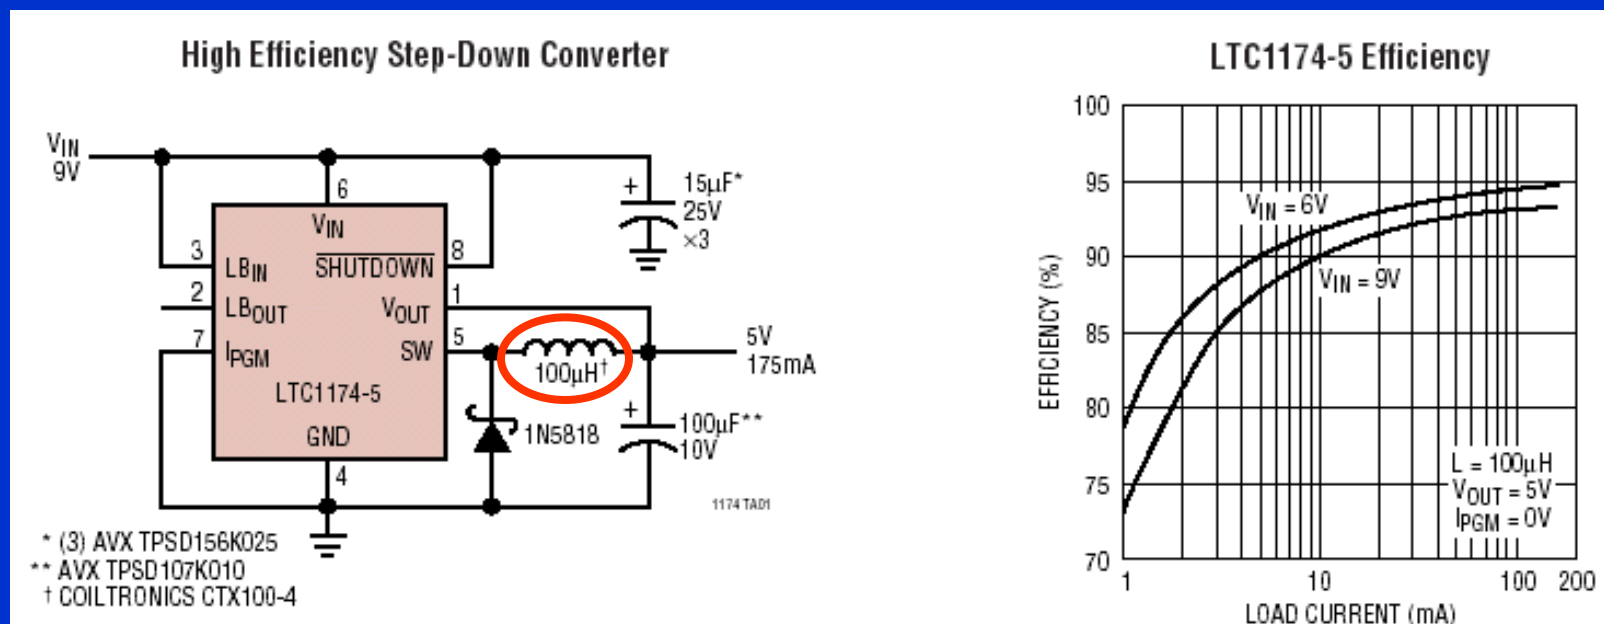 High Efficiency Step-Down Converter
VIN
9V
6
VIN
3
LBIN
SHUTDOWN
8
2
LBOUT
VOUT
1
7
IPGM
SW
5
LTC1174-5
GND
4
15µF*
25V
×3
100µH†
5V
175mA
1N5818
100µF**
10V
1174 TA01
* (3) AVX TPSD156K025
** AVX TPSD107K010
† COILTRONICS CTX100-4
LTC1174-5 Efficiency
EFFICIENCY (%)
100
95
90
85
80
75
70
VIN = 6V
VIN = 9V
L = 100µH
VOUT = 5V
IPGM = 0V
1
10
100
200
LOAD CURRENT (mA)